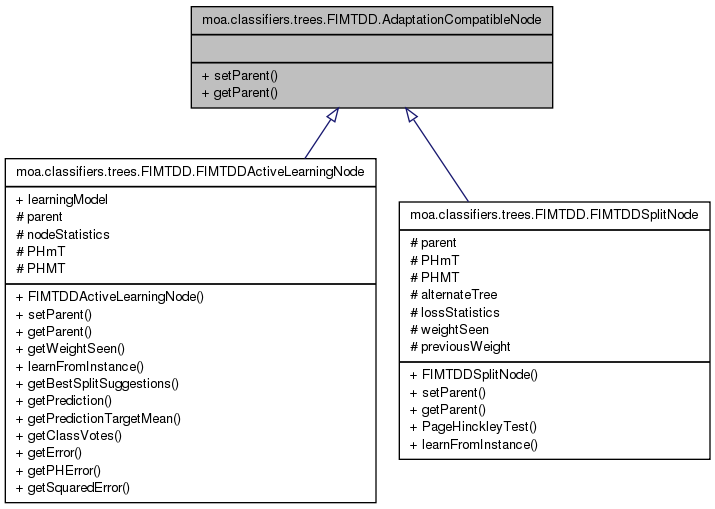 moa.classifiers.trees.FIMTDD.AdaptationCompatibleNode
+ setParent()
+ getParent()
moa.classifiers.trees.FIMTDD.FIMTDDActiveLearningNode
+ learningModel
# parent
# nodeStatistics
# PHmT
# PHMT
+ FIMTDDActiveLearningNode()
+ setParent()
+ getParent()
+ getWeightSeen()
+ learnFromInstance()
+ getBestSplitSuggestions()
+ getPrediction()
+ getPredictionTargetMean()
+ getClassVotes()
+ getError()
+ getPHError()
+ getSquaredError()
moa.classifiers.trees.FIMTDD.FIMTDDSplitNode
# parent
# PHmT
# PHMT
# alternateTree
# lossStatistics
# weightSeen
# previousWeight
+ FIMTDDSplitNode()
+ setParent()
+ getParent()
+ PageHinckleyTest()
+ learnFromInstance()